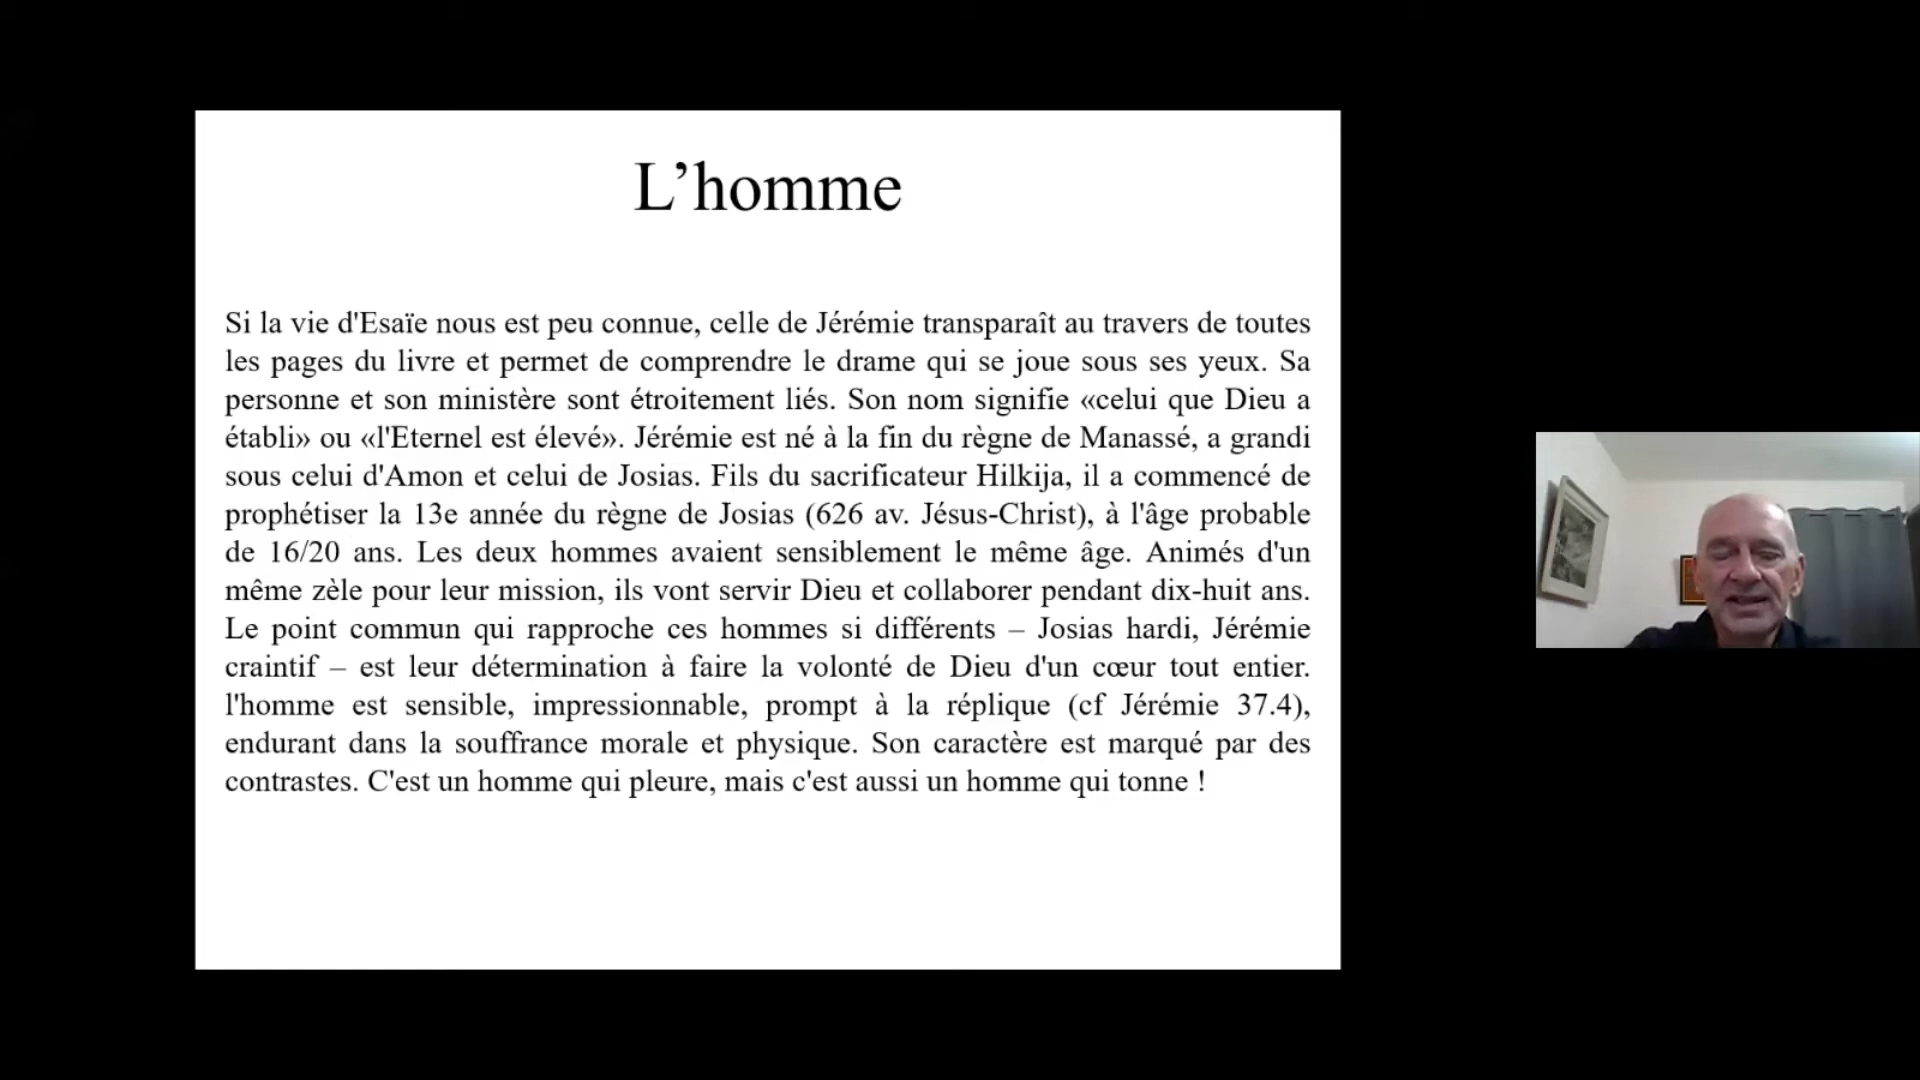 L’homme
Si la vie d'Esaïe nous est peu connue, celle de Jérémie transparaît au travers de toutes
les pages du livre et permet de comprendre le drame qui se joue sous ses yeux. Sa
personne et son ministère sont étroitement liés. Son nom signifie «celui que Dieu a
établi» ou «l'Eternel est élevé». Jérémie est né à la fin du règne de Manassé, a grandi
sous celui d'Amon et celui de Josias. Fils du sacrificateur Hilkija, il a commencé de
prophétiser la 13e année du règne de Josias (626 av. Jésus-Christ), à l'âge probable
de 16/20 ans. Les deux hommes avaient sensiblement le même âge. Animés d'un
même zèle pour leur mission, ils vont servir Dieu et collaborer pendant dix-huit ans.
Le point commun qui rapproche ces hommes si différents – Josias hardi, Jérémie
craintif – est leur détermination à faire la volonté de Dieu d'un cœur tout entier.
l'homme est sensible, impressionnable, prompt à la réplique (cf Jérémie 37.4),
endurant dans la souffrance morale et physique. Son caractère est marqué par des
contrastes. C'est un homme qui pleure, mais c'est aussi un homme qui tonne !